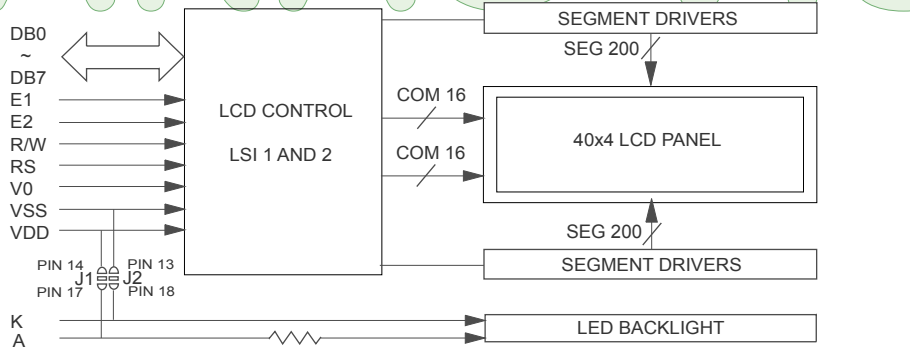 DB0
~
DB7
E1
E2
R/W
RS
V0
VSS
VDD
PIN 14
J1
PIN 17
PIN 13
J2
PIN 18
K
A
LCD CONTROL
LSI 1 AND 2
COM 16
COM 16
SEGMENT DRIVERS
SEG 200
40x4 LCD PANEL
SEG 200
SEGMENT DRIVERS
LED BACKLIGHT